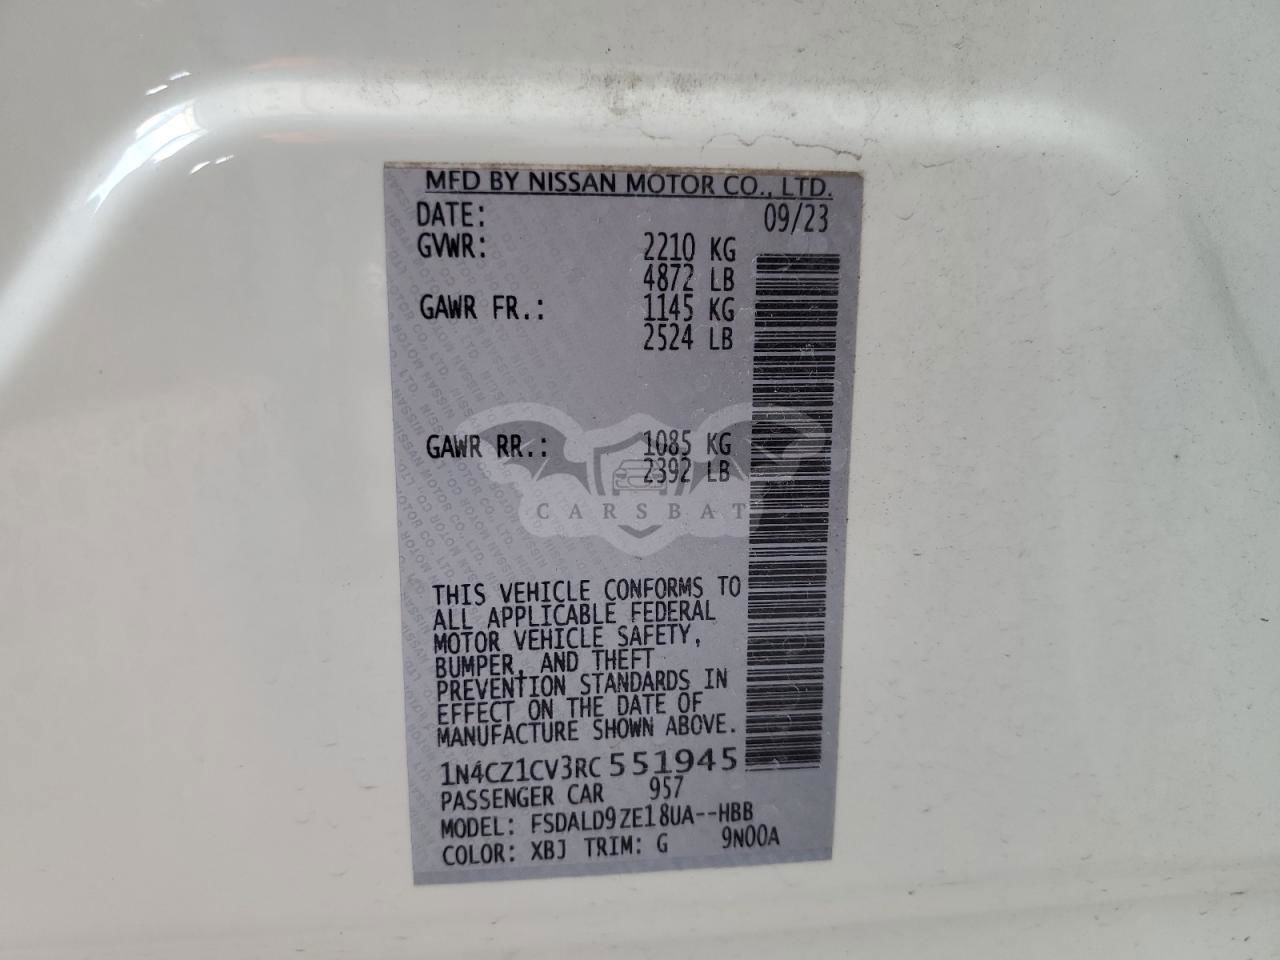 MFD BY NISSAN MOTOR CO., LTD.
DATE: 09/23
GVWR: 2210 KG
4872 LB
GAWR FR.: 1145 KG
2524 LB
GAWR RR.: 1085 KG
2392 LB
CARSBAT
THIS VEHICLE CONFORMS TO
ALL APPLICABLE FEDERAL
MOTOR VEHICLE SAFETY,
BUMPER, AND THEFT
PREVENTION STANDARDS IN
EFFECT ON THE DATE OF
MANUFACTURE SHOWN ABOVE.
1N4CZ1CV3RC551945
PASSENGER CAR 957
MODEL: FSDALD9ZE18UA--HBB
COLOR: XBJ TRIM: G 9N00A